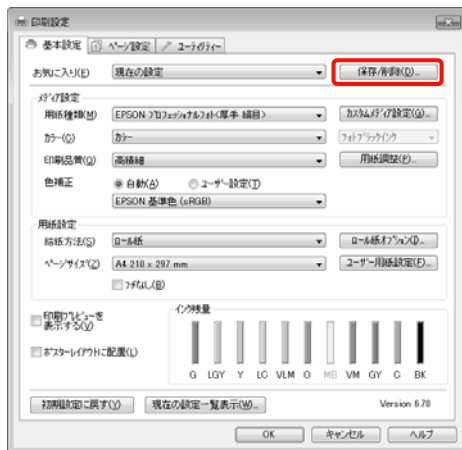 印刷設定
基本設定 ページ設定 ユーティリティー
お気に入り(E) 現在の設定 保存/削除(D)...
メディア設定
用紙種類(M) EPSON プロフェッショナルフォト<厚手 絹目> カスタムメディア設定(G)...
カラー(C) カラー フォトブラックインク
印刷品質(Q) 高精細 用紙調整(P)...
色補正 自動(A) ユーザー設定(T)
EPSON 基準色 (sRGB)
用紙設定
給紙方法(S) ロール紙 ロール紙オプション(I)...
ページサイズ(Z) A4 210 x 297 mm ユーザー用紙設定(F)...
フチなし(B)
印刷プレビューを
表示する(V)
ポスターレイアウトに配置(L)
インク残量
G LGY Y LC VLM O MB VM GY C BK
初期設定に戻す(Y) 現在の設定一覧表示(W)... Version 6.70
OK キャンセル ヘルプ